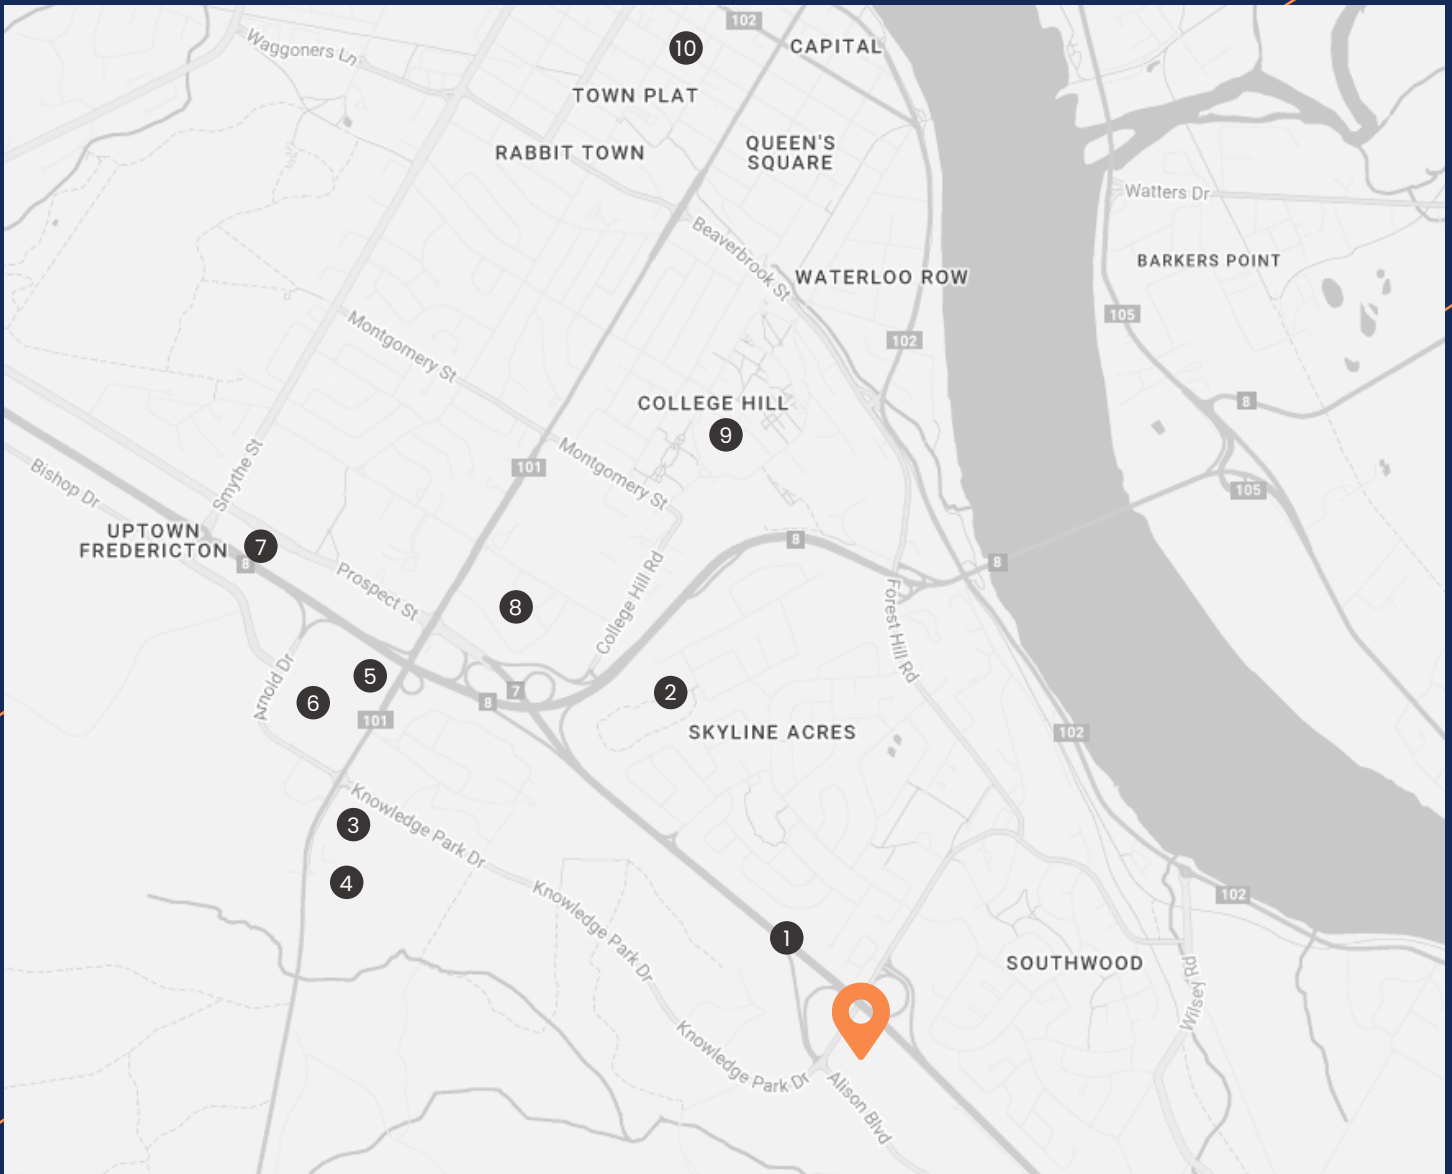 102
10
CAPITAL
Waggoners Ln
TOWN PLAT
QUEEN'S
SQUARE
RABBIT TOWN
Watters Dr
Beaverbrook St
BARKERS POINT
WATERLOO ROW
105
Montgomery St
102
COLLEGE HILL
8
9
Montgomery St
101
Smythe St
Bishop Dr
105
UPTOWN
FREDERICTON
7
8
8
8
Prospect St
8
College Hill Rd
Forest Hill Rd
5
2
7
8
6
Arnold Dr
101
SKYLINE ACRES
102
Knowledge Park Dr
3
4
Knowledge Park Dr
102
1
SOUTHWOOD
Wilsey Rd
Knowledge Park Dr
Alison Blvd